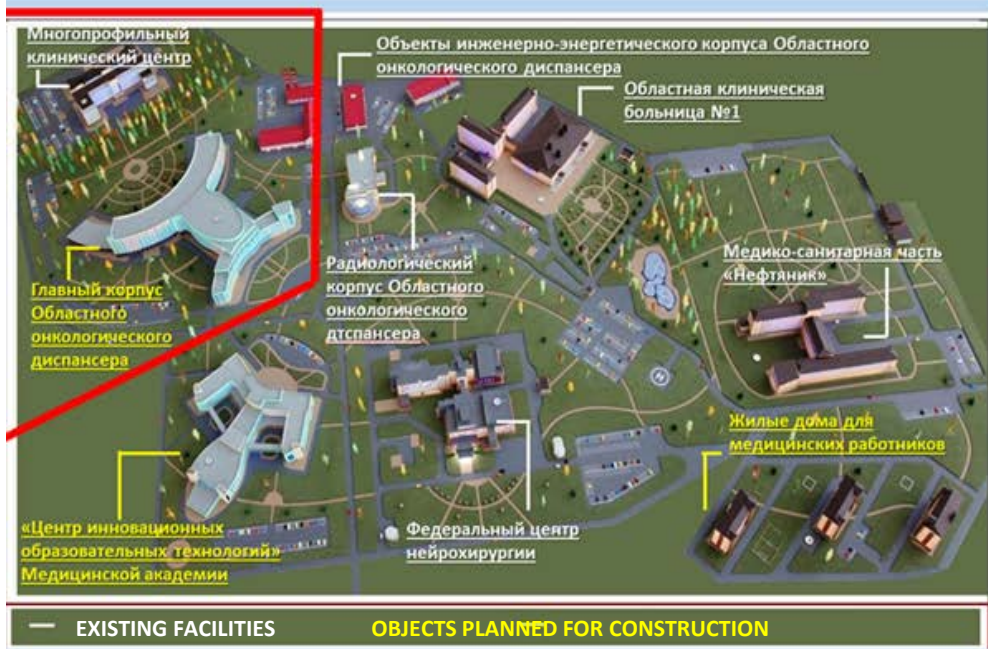 Многопрофильный
клинический центр
Объекты инженерно-энергетического корпуса Областного
онкологического диспансера
Областная клиническая
больница №1
Медико-санитарная часть
«Нефтяник»
Радиологический
корпус Областного
онкологического
дтспансера
Главный корпус
Областного
онкологического
диспансера
Жилые дома для
медицинских работников
«Центр инновационных
образовательных технологий»
Медицинской академии
Федеральный центр
нейрохирургии
H
EXISTING FACILITIES
OBJECTS PLANNED FOR CONSTRUCTION